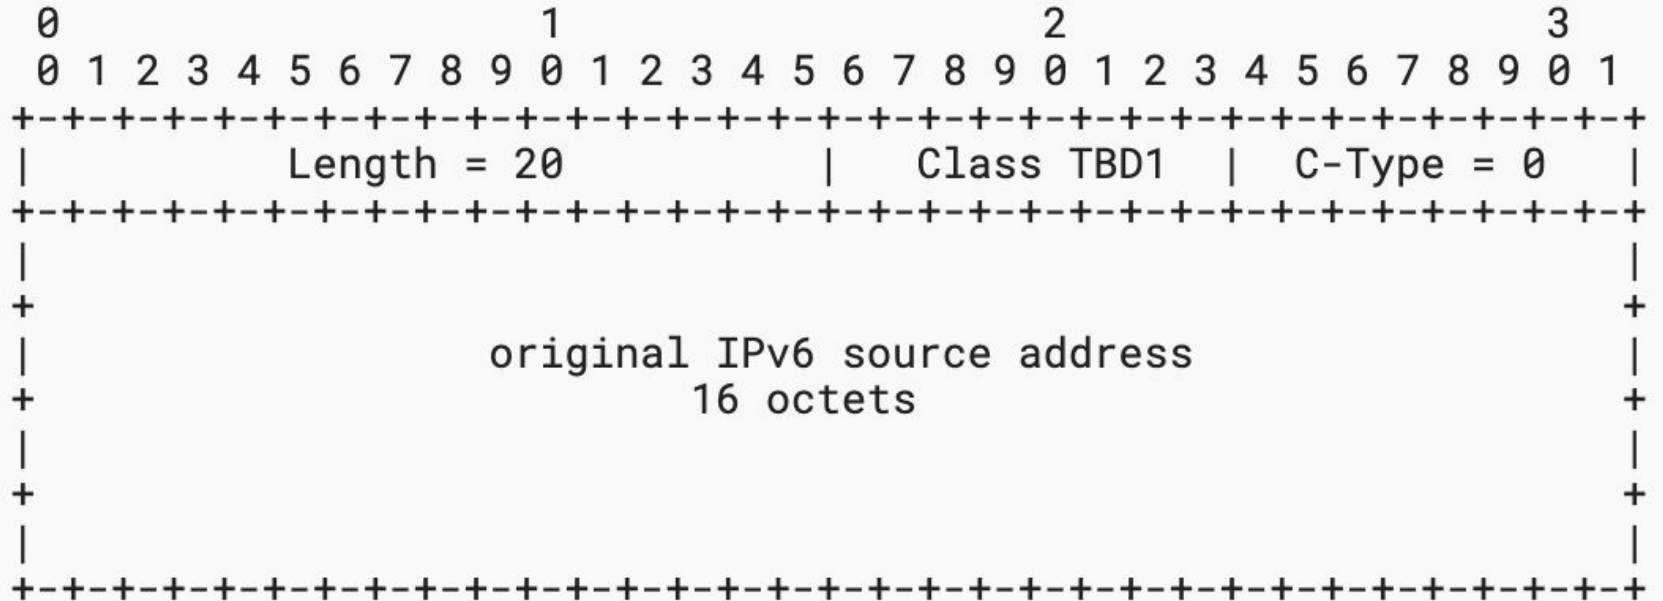 0                   1                   2                   3
 0 1 2 3 4 5 6 7 8 9 0 1 2 3 4 5 6 7 8 9 0 1 2 3 4 5 6 7 8 9 0 1
+-+-+-+-+-+-+-+-+-+-+-+-+-+-+-+-+-+-+-+-+-+-+-+-+-+-+-+-+-+-+-+-+
|          Length = 20          |   Class TBD1  |  C-Type = 0   |
+-+-+-+-+-+-+-+-+-+-+-+-+-+-+-+-+-+-+-+-+-+-+-+-+-+-+-+-+-+-+-+-+
|                                                               |
+                                                               +
|                  original IPv6 source address                 |
+                          16 octets                            +
|                                                               |
+                                                               +
|                                                               |
+-+-+-+-+-+-+-+-+-+-+-+-+-+-+-+-+-+-+-+-+-+-+-+-+-+-+-+-+-+-+-+-+